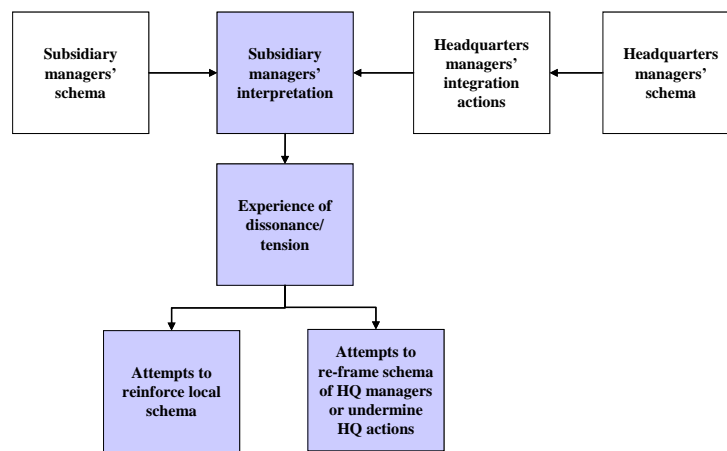 Subsidiary
managers’
schema
Subsidiary
managers’
interpretation
Headquarters
managers’
integration
actions
Headquarters
managers’
schema
Experience of
dissonance/
tension
Attempts to
reinforce local
schema
Attempts to
re-frame schema
of HQ managers
or undermine
HQ actions